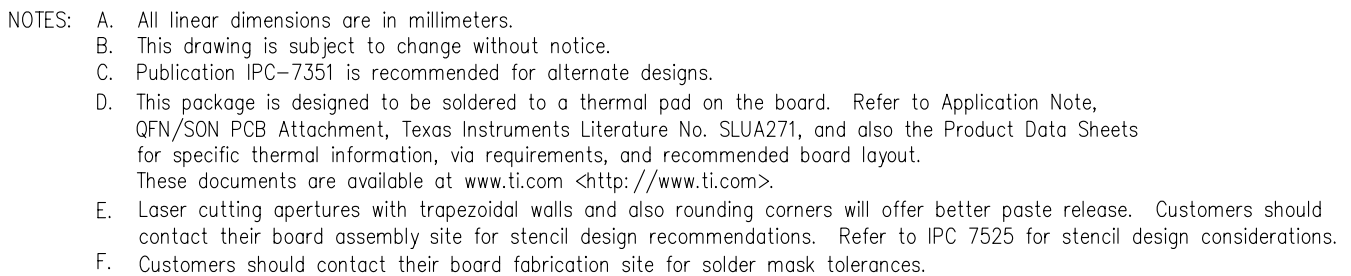 NOTES: A. All linear dimensions are in millimeters.
B. This drawing is subject to change without notice.
C. Publication IPC-7351 is recommended for alternate designs.
D. This package is designed to be soldered to a thermal pad on the board. Refer to Application Note,
QFN/SON PCB Attachment, Texas Instruments Literature No. SLUA271, and also the Product Data Sheets
for specific thermal information, via requirements, and recommended board layout.
These documents are available at www.ti.com <http://www.ti.com>.
E. Laser cutting apertures with trapezoidal walls and also rounding corners will offer better paste release. Customers should
contact their board assembly site for stencil design recommendations. Refer to IPC 7525 for stencil design considerations.
F. Customers should contact their board fabrication site for solder mask tolerances.